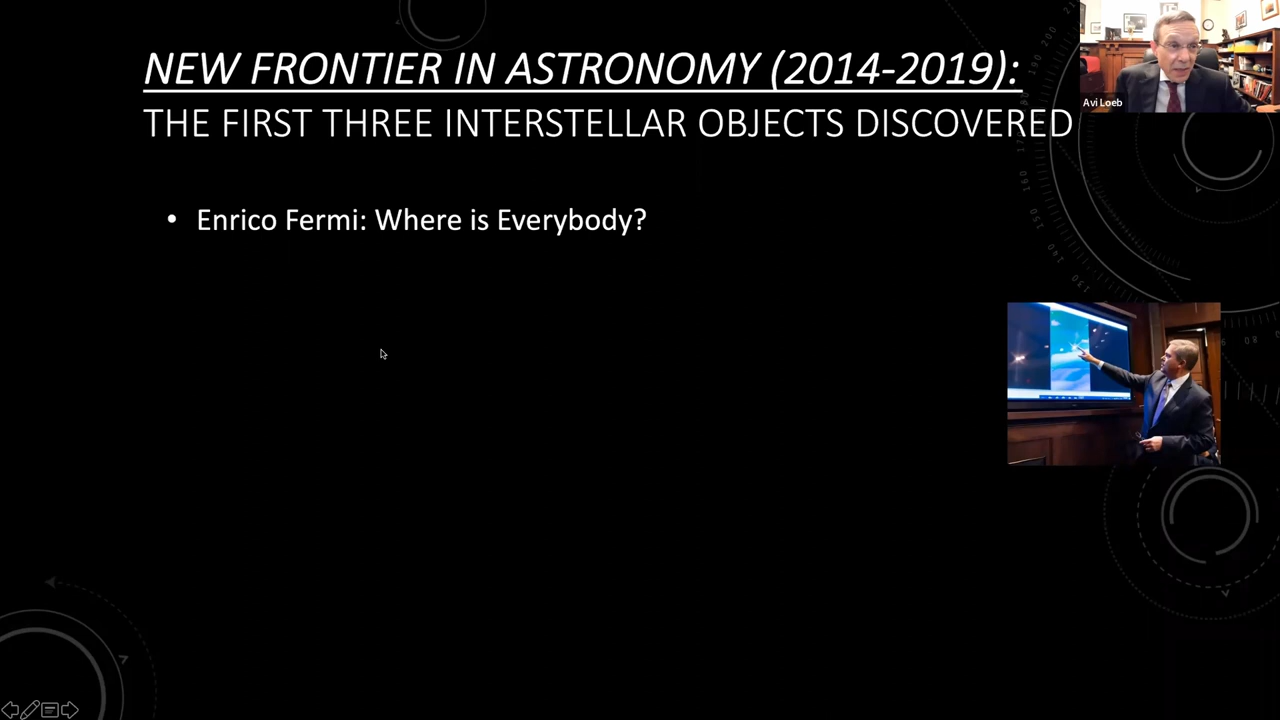 NEW FRONTIER IN ASTRONOMY (2014-2019):
THE FIRST THREE INTERSTELLAR OBJECTS DISCOVERED
Avi Loeb
• Enrico Fermi: Where is Everybody?